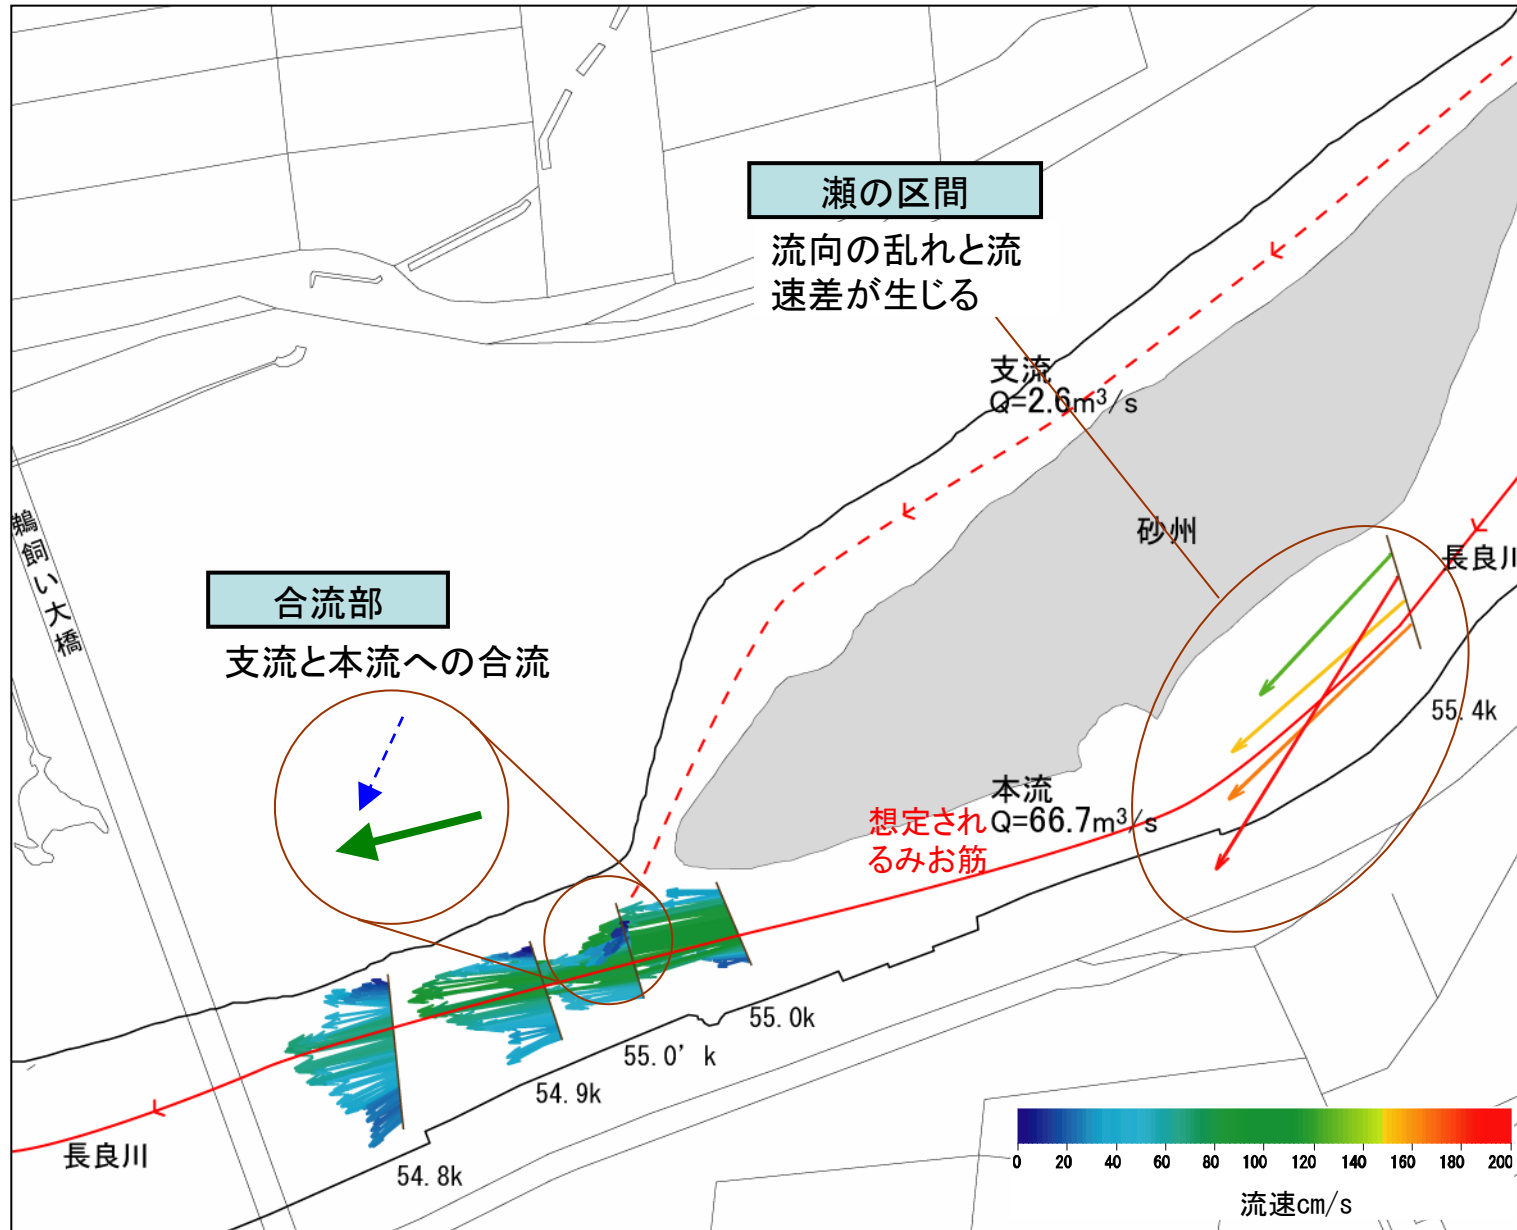 瀬の区間
流向の乱れと流
速差が生じる
支流
Q=2.6m³/s
砂州
長良川
鵜飼い大橋
合流部
支流と本流への合流
55.4k
本流
Q=66.7m³/s
想定され
るみお筋
55.0k
55.0’k
54.9k
54.8k
長良川
0 20 40 60 80 100 120 140 160 180 200
流速cm/s